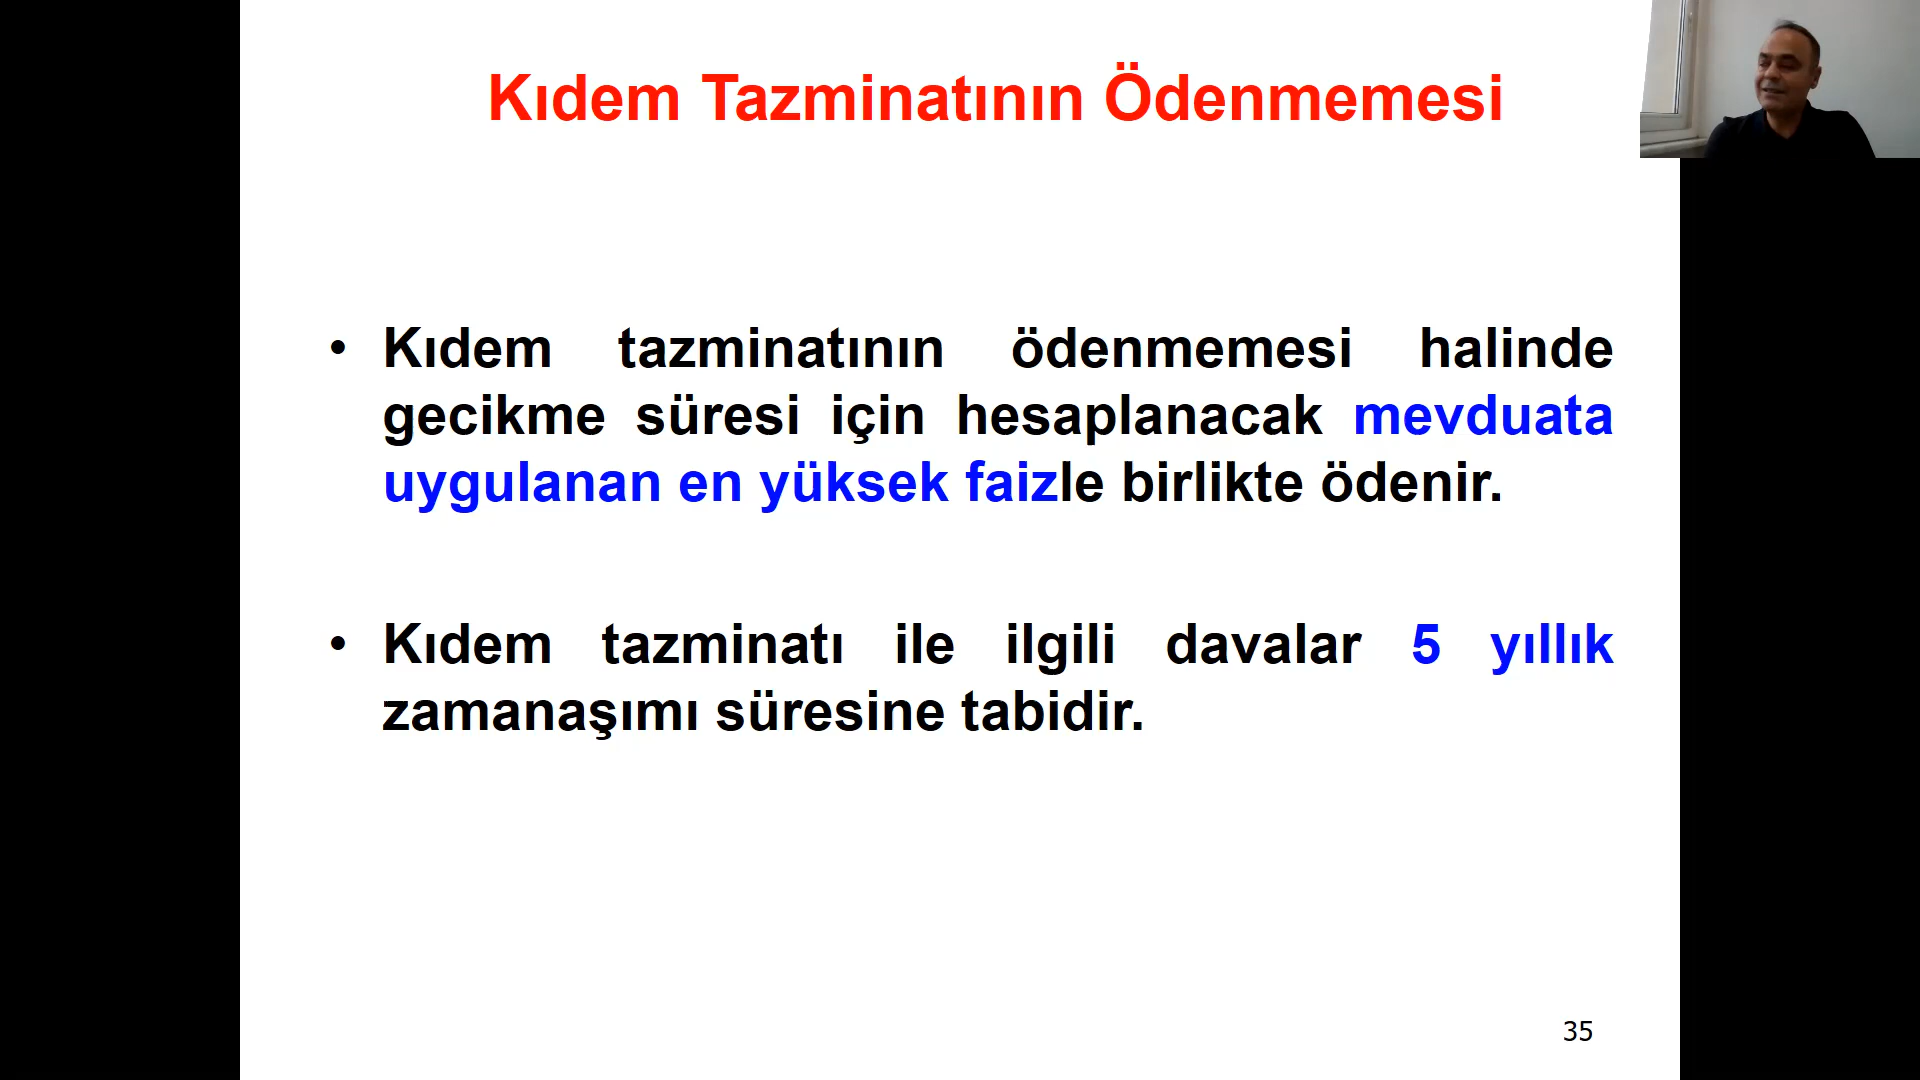 Kıdem Tazminatının Ödenmemesi
• Kıdem tazminatının ödenmemesi halinde
gecikme süresi için hesaplanacak mevduata
uygulanan en yüksek faizle birlikte ödenir.
• Kıdem tazminatı ile ilgili davalar 5 yıllık
zamanaşımı süresine tabidir.
35